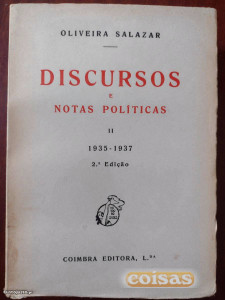 OLIVEIRA SALAZAR
DISCURSOS
E
NOTAS POLÍTICAS
II
1935-1937
2.ª Edição
COIMBRA EDITORA, L.DA
coisas